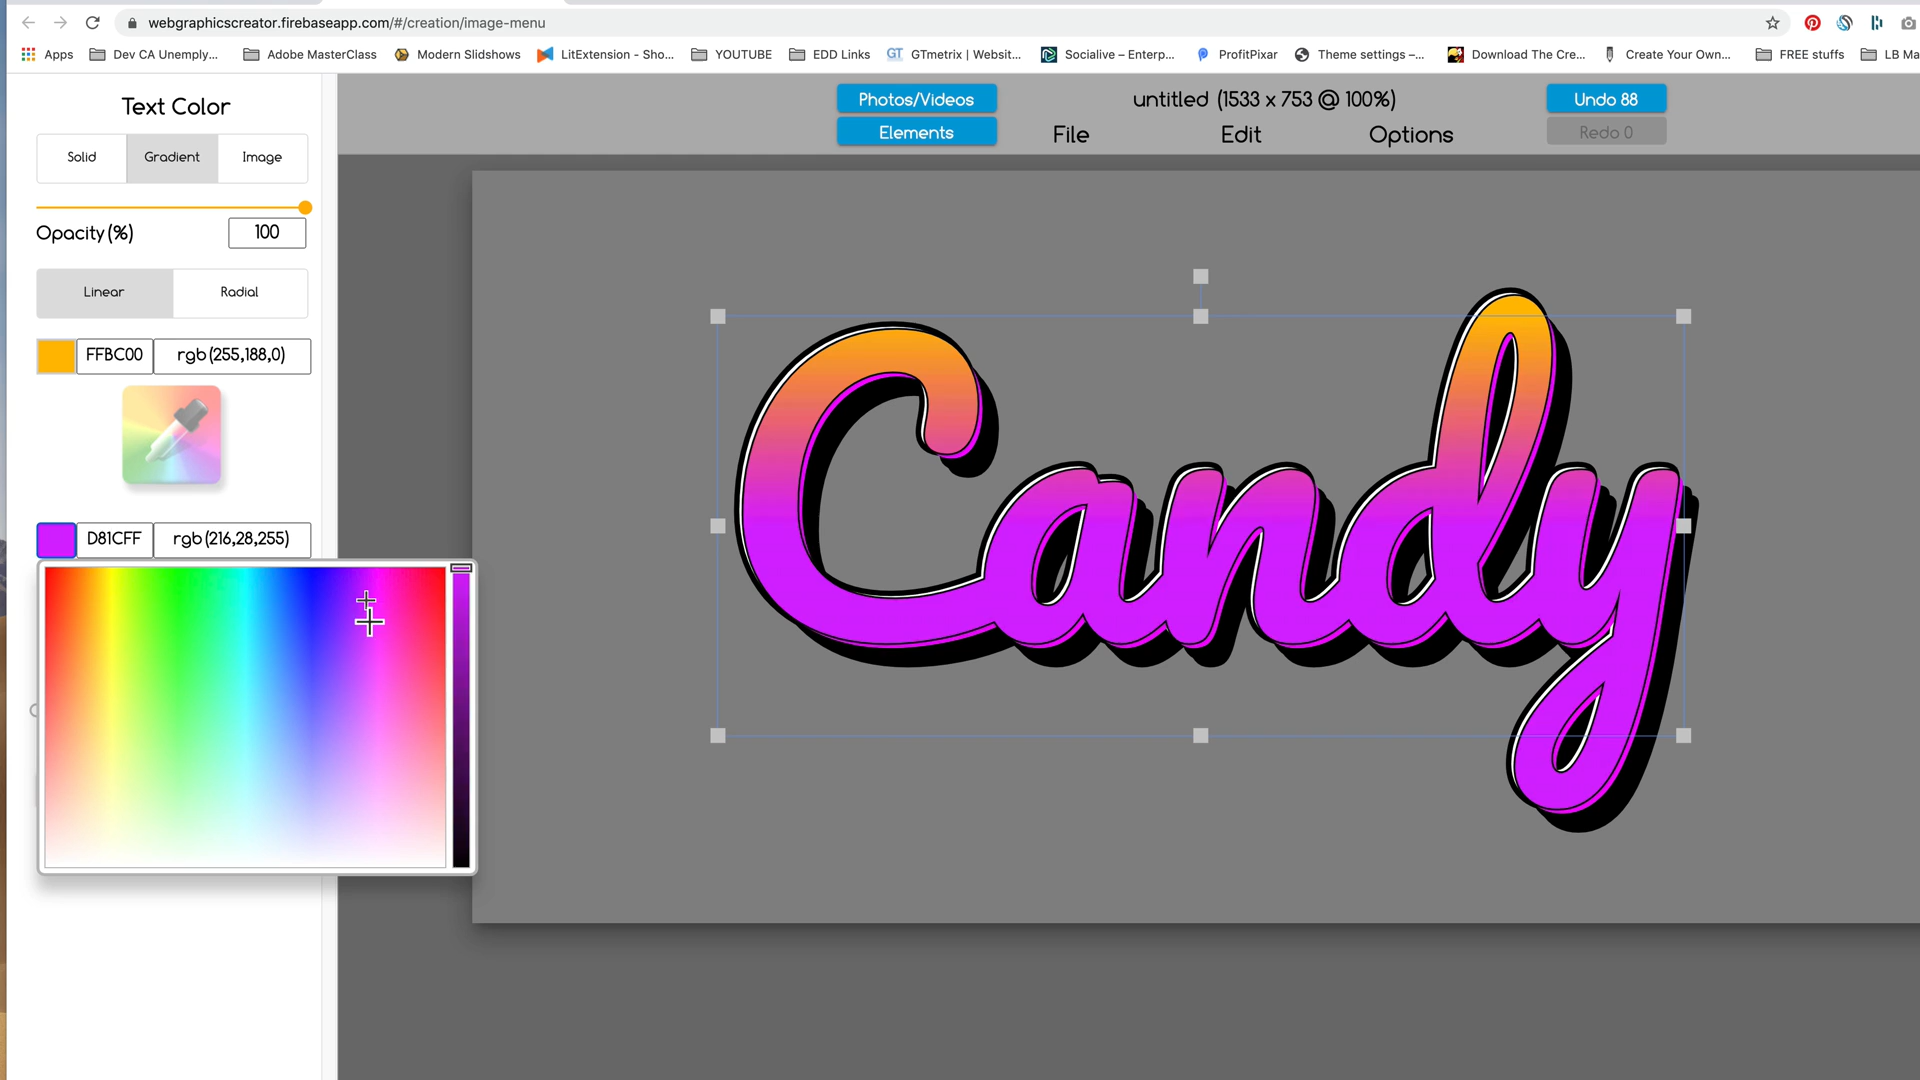 webgraphicscreator.firebaseapp.com/#/creation/image-menu
Apps Dev CA Unemply... Adobe MasterClass Modern Slidshows LitExtension - Sho... YOUTUBE EDD Links GT GTmetrix | Websit... Socialive – Enterp... ProfitPixar Theme settings –... Download The Cre... Create Your Own... FREE stuffs LB Ma
Text Color
Solid Gradient Image
Opacity (%) 100
Linear Radial
FFBC00 rgb(255,188,0)
D81CFF rgb(216,28,255)
Photos/Videos
Elements
untitled (1533 x 753 @ 100%)
File Edit Options
Undo 88
Redo 0
Candy